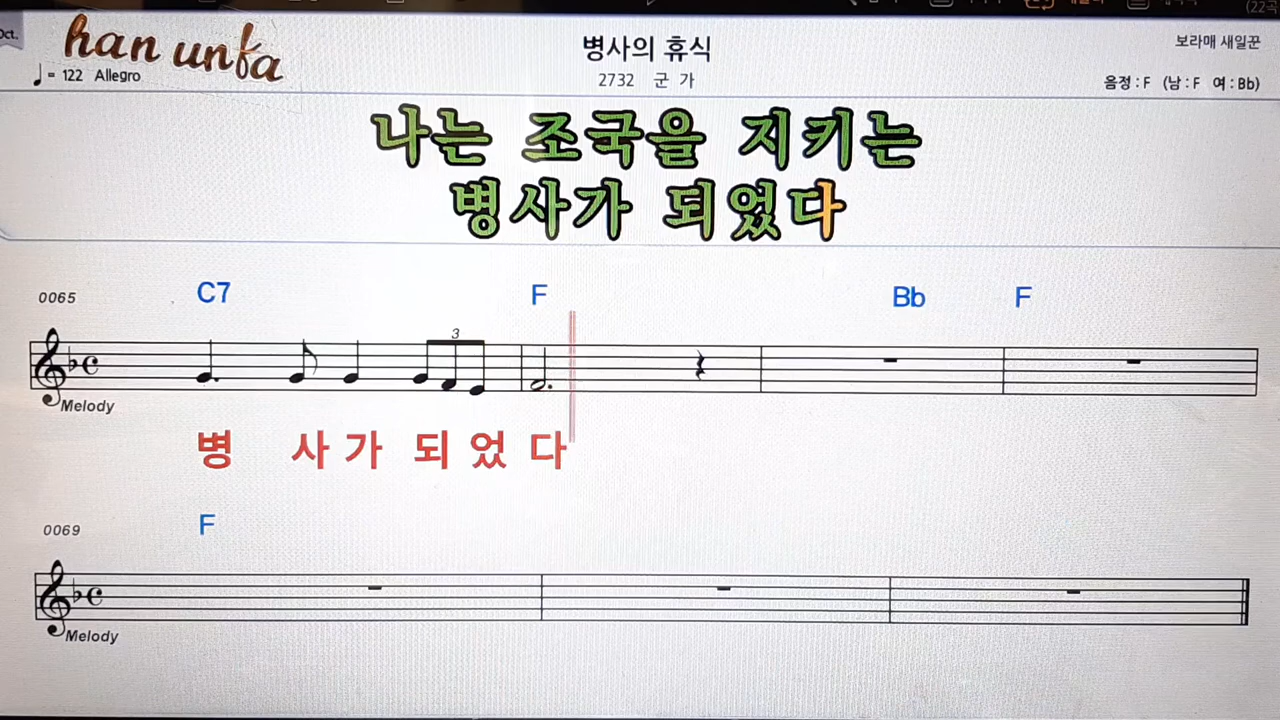 Oct.
han unfa
병사의 휴식
보라매 새일꾼
♩= 122 Allegro
2732 군 가
음정 : F (남 : F 여 : Bb)
나는 조국을 지키는
병사가 되었다
0065 C7 F Bb F
3
Melody
병 사 가 되 었 다
0069 F
Melody